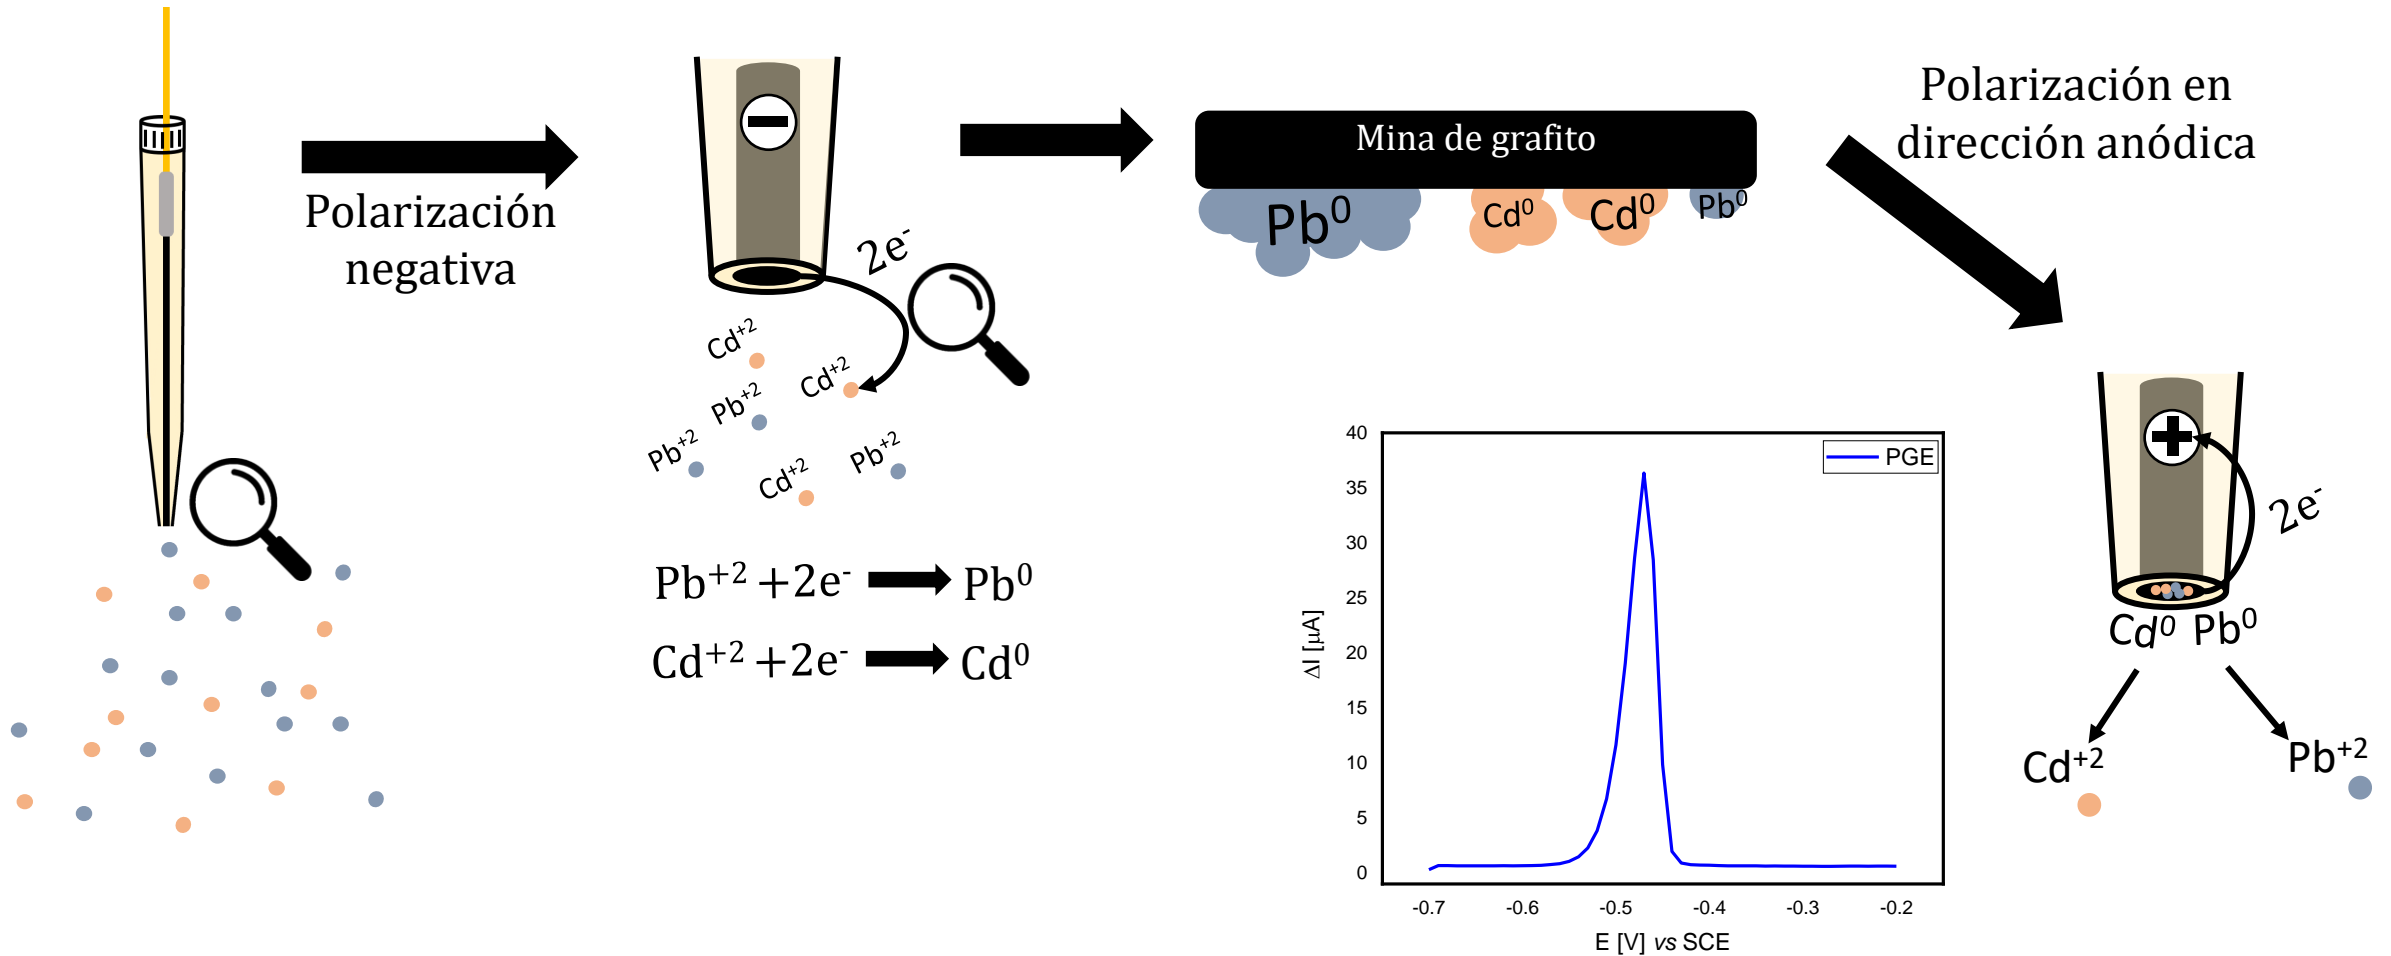 Polarización
negativa
2e⁻
Cd⁺²
Cd⁺²
Pb⁺²
Pb⁺²
Pb⁺²
Cd⁺²
Pb⁺² +2e⁻ Pb⁰
Cd⁺² +2e⁻ Cd⁰
Mina de grafito
Pb⁰ Cd⁰ Cd⁰ Pb⁰
Polarización en
dirección anódica
2e⁻
Cd⁰ Pb⁰
Cd⁺² Pb⁺²
PGE
40
35
30
25
20
15
10
5
0
ΔI [μA]
-0.7 -0.6 -0.5 -0.4 -0.3 -0.2
E [V] vs SCE